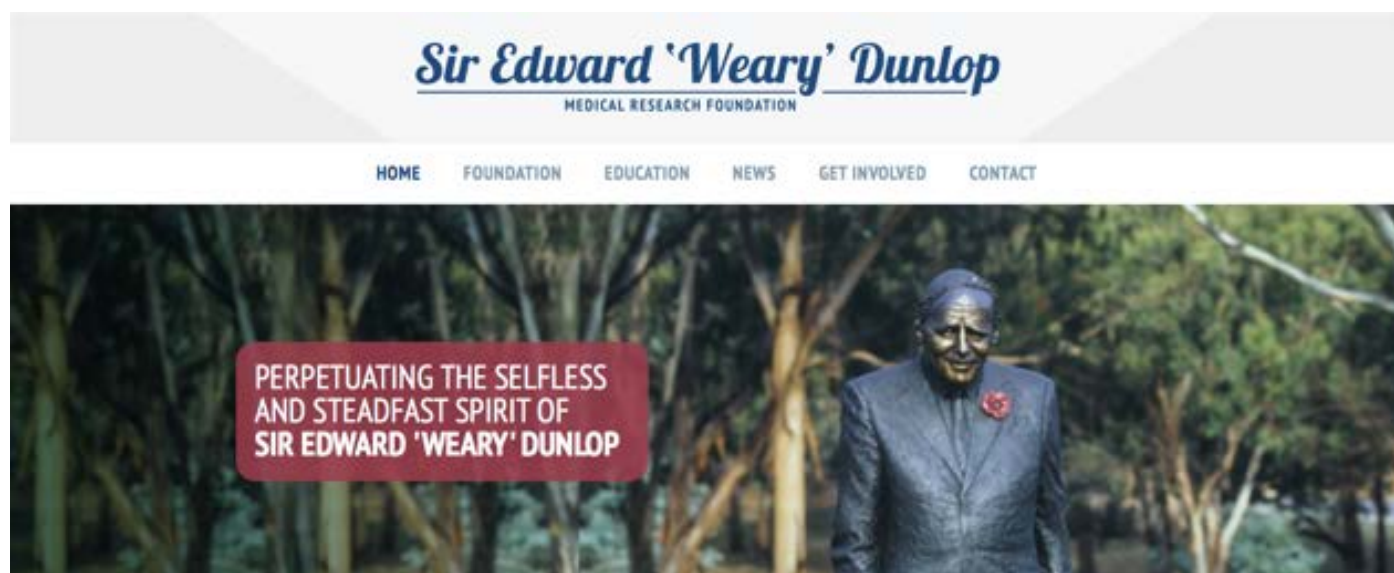 Sir Edward ‘Weary’ Dunlop
MEDICAL RESEARCH FOUNDATION
HOME FOUNDATION EDUCATION NEWS GET INVOLVED CONTACT
PERPETUATING THE SELFLESS
AND STEADFAST SPIRIT OF
SIR EDWARD 'WEARY' DUNLOP